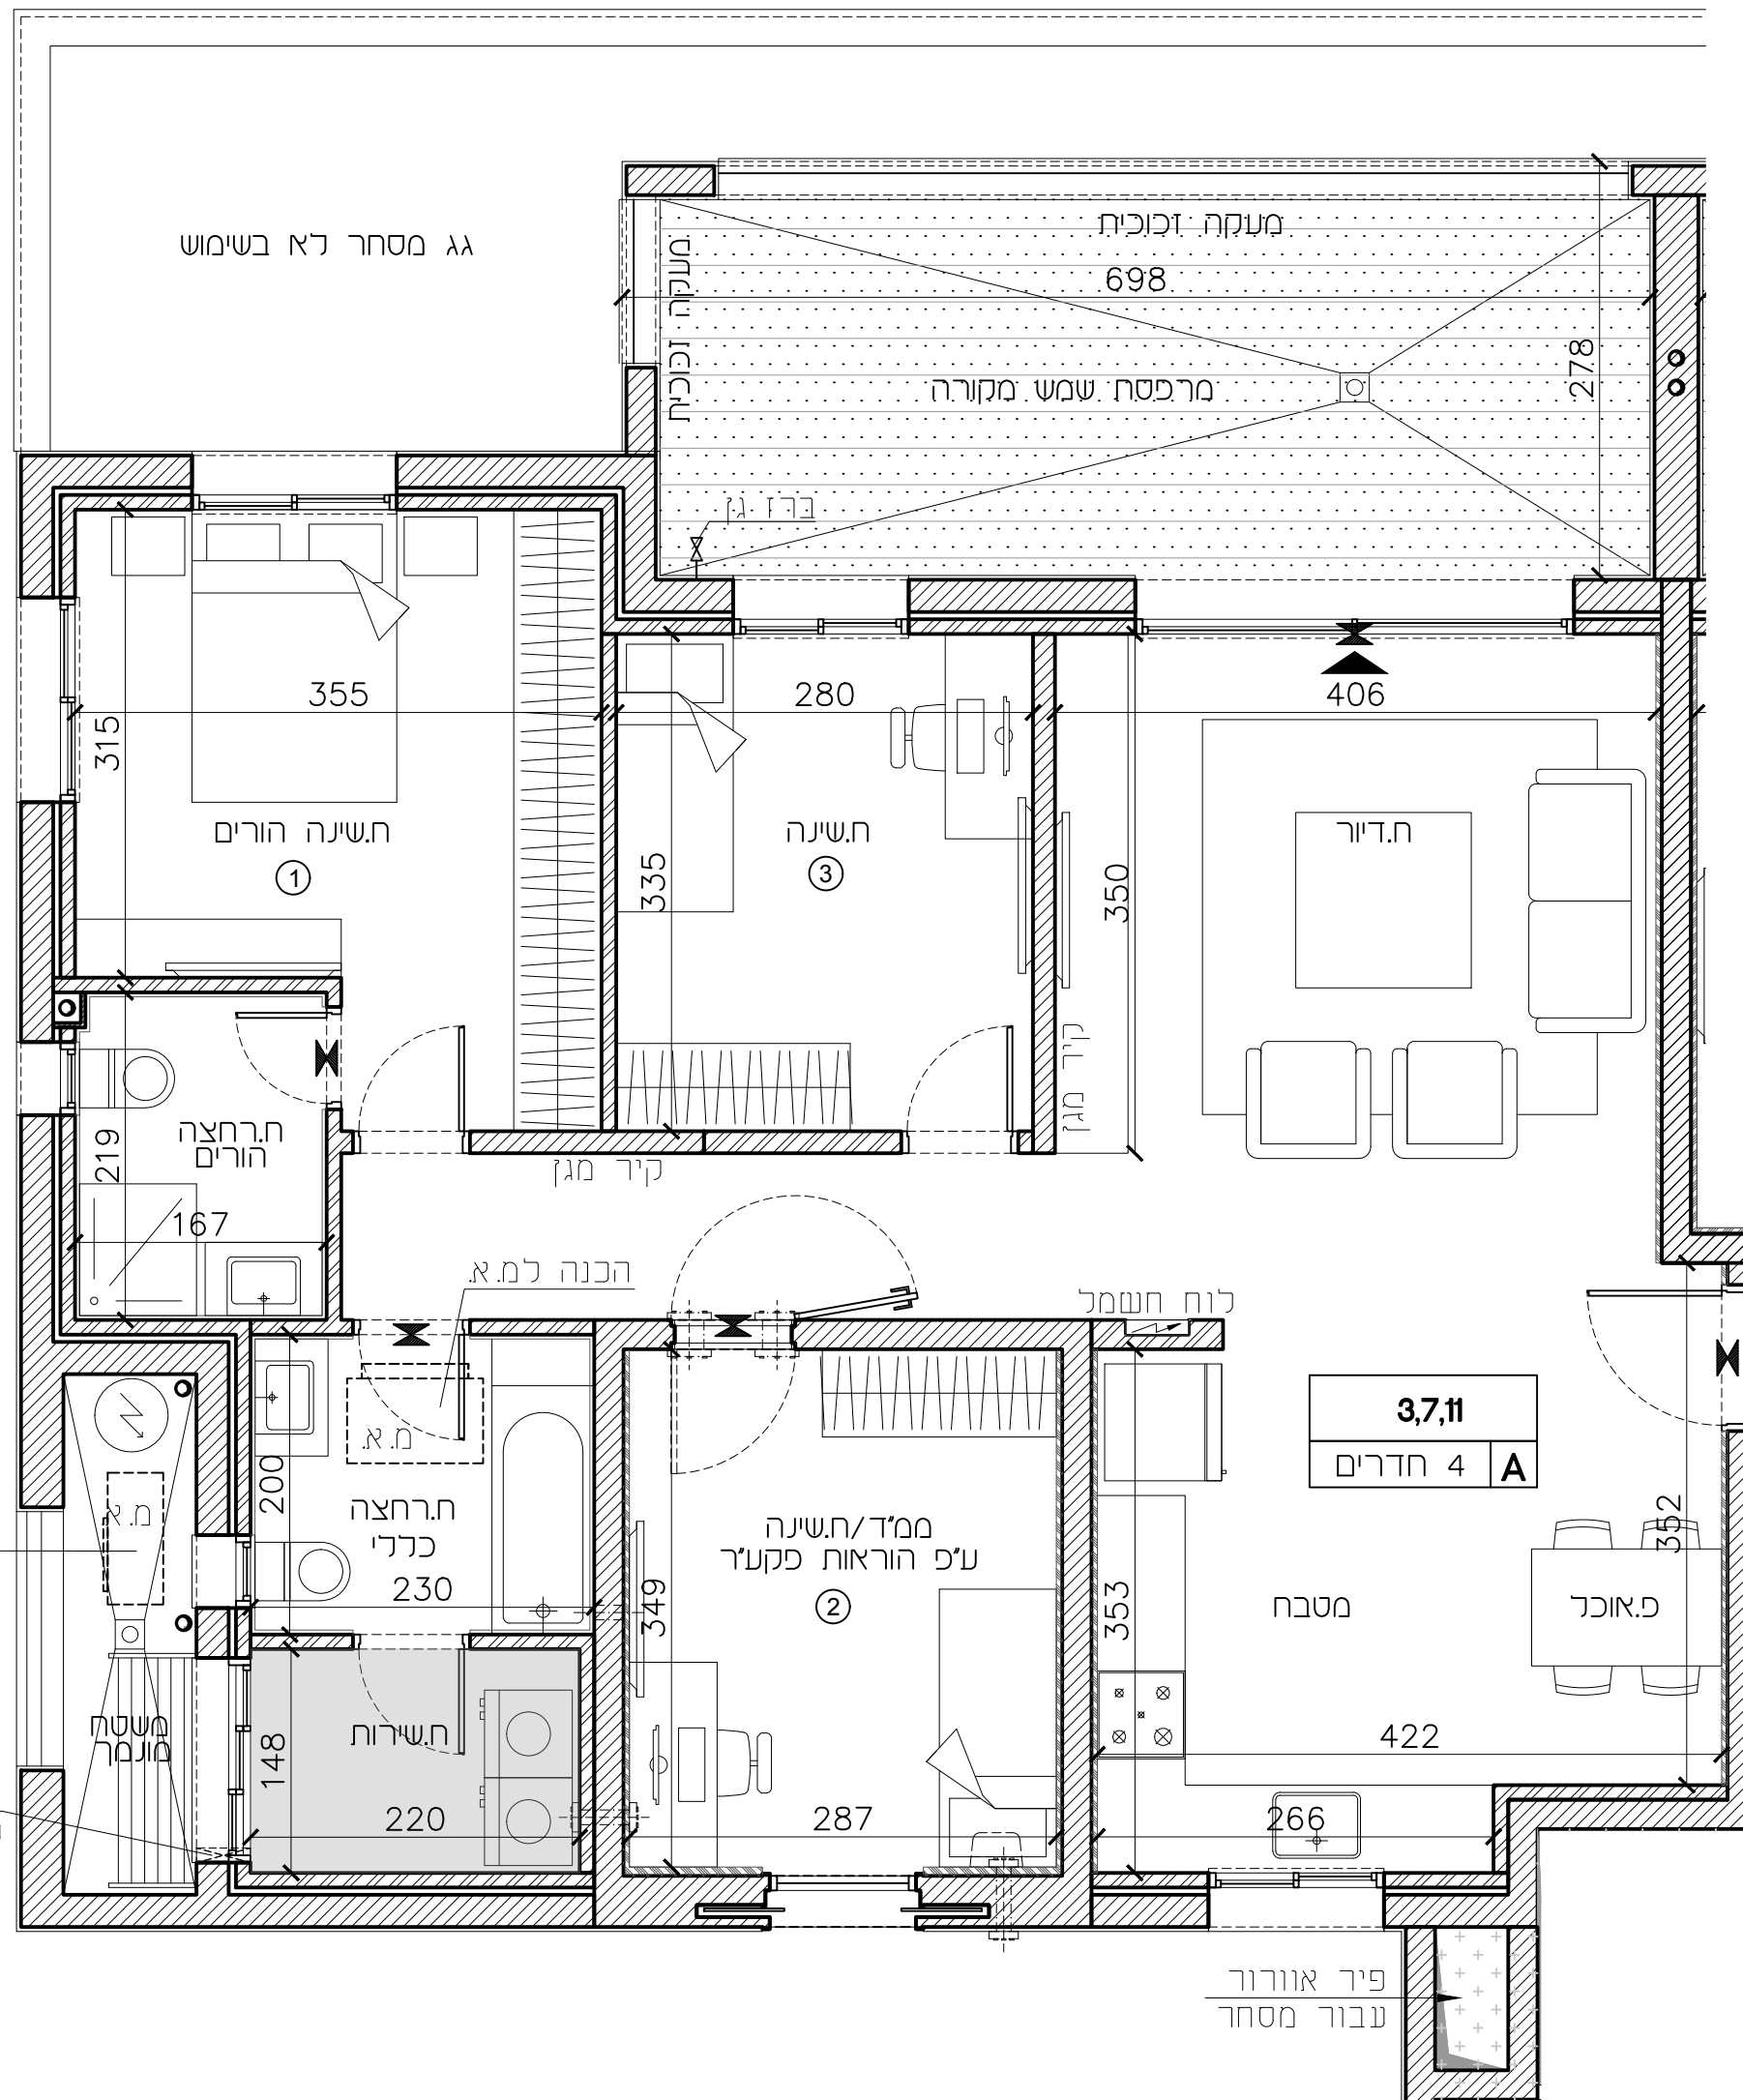 מעקה זכוכית
גג מסחר לא בשימוש
מעקה זכוכית
698
278
מרפסת שמש מקורה
ברז גן
355
280
406
315
ח.שינה הורים
1
ח.שינה
3
ח.דיור
335
350
קיר מגן
ח.רחצה
הורים
219
קיר מגן
167
הכנה למ.א.
לוח חשמל
3,7,11
4 חדרים
A
מ.א.
200
מ.א
ח.רחצה
כללי
230
ממ"ד/ח.שינה
ע"פ הוראות פקע"ר
2
349
353
מטבח
פ.אוכל
352
משטח
מונמך
148
ח.שירות
220
287
422
266
פיר אוורור
עבור מסחר